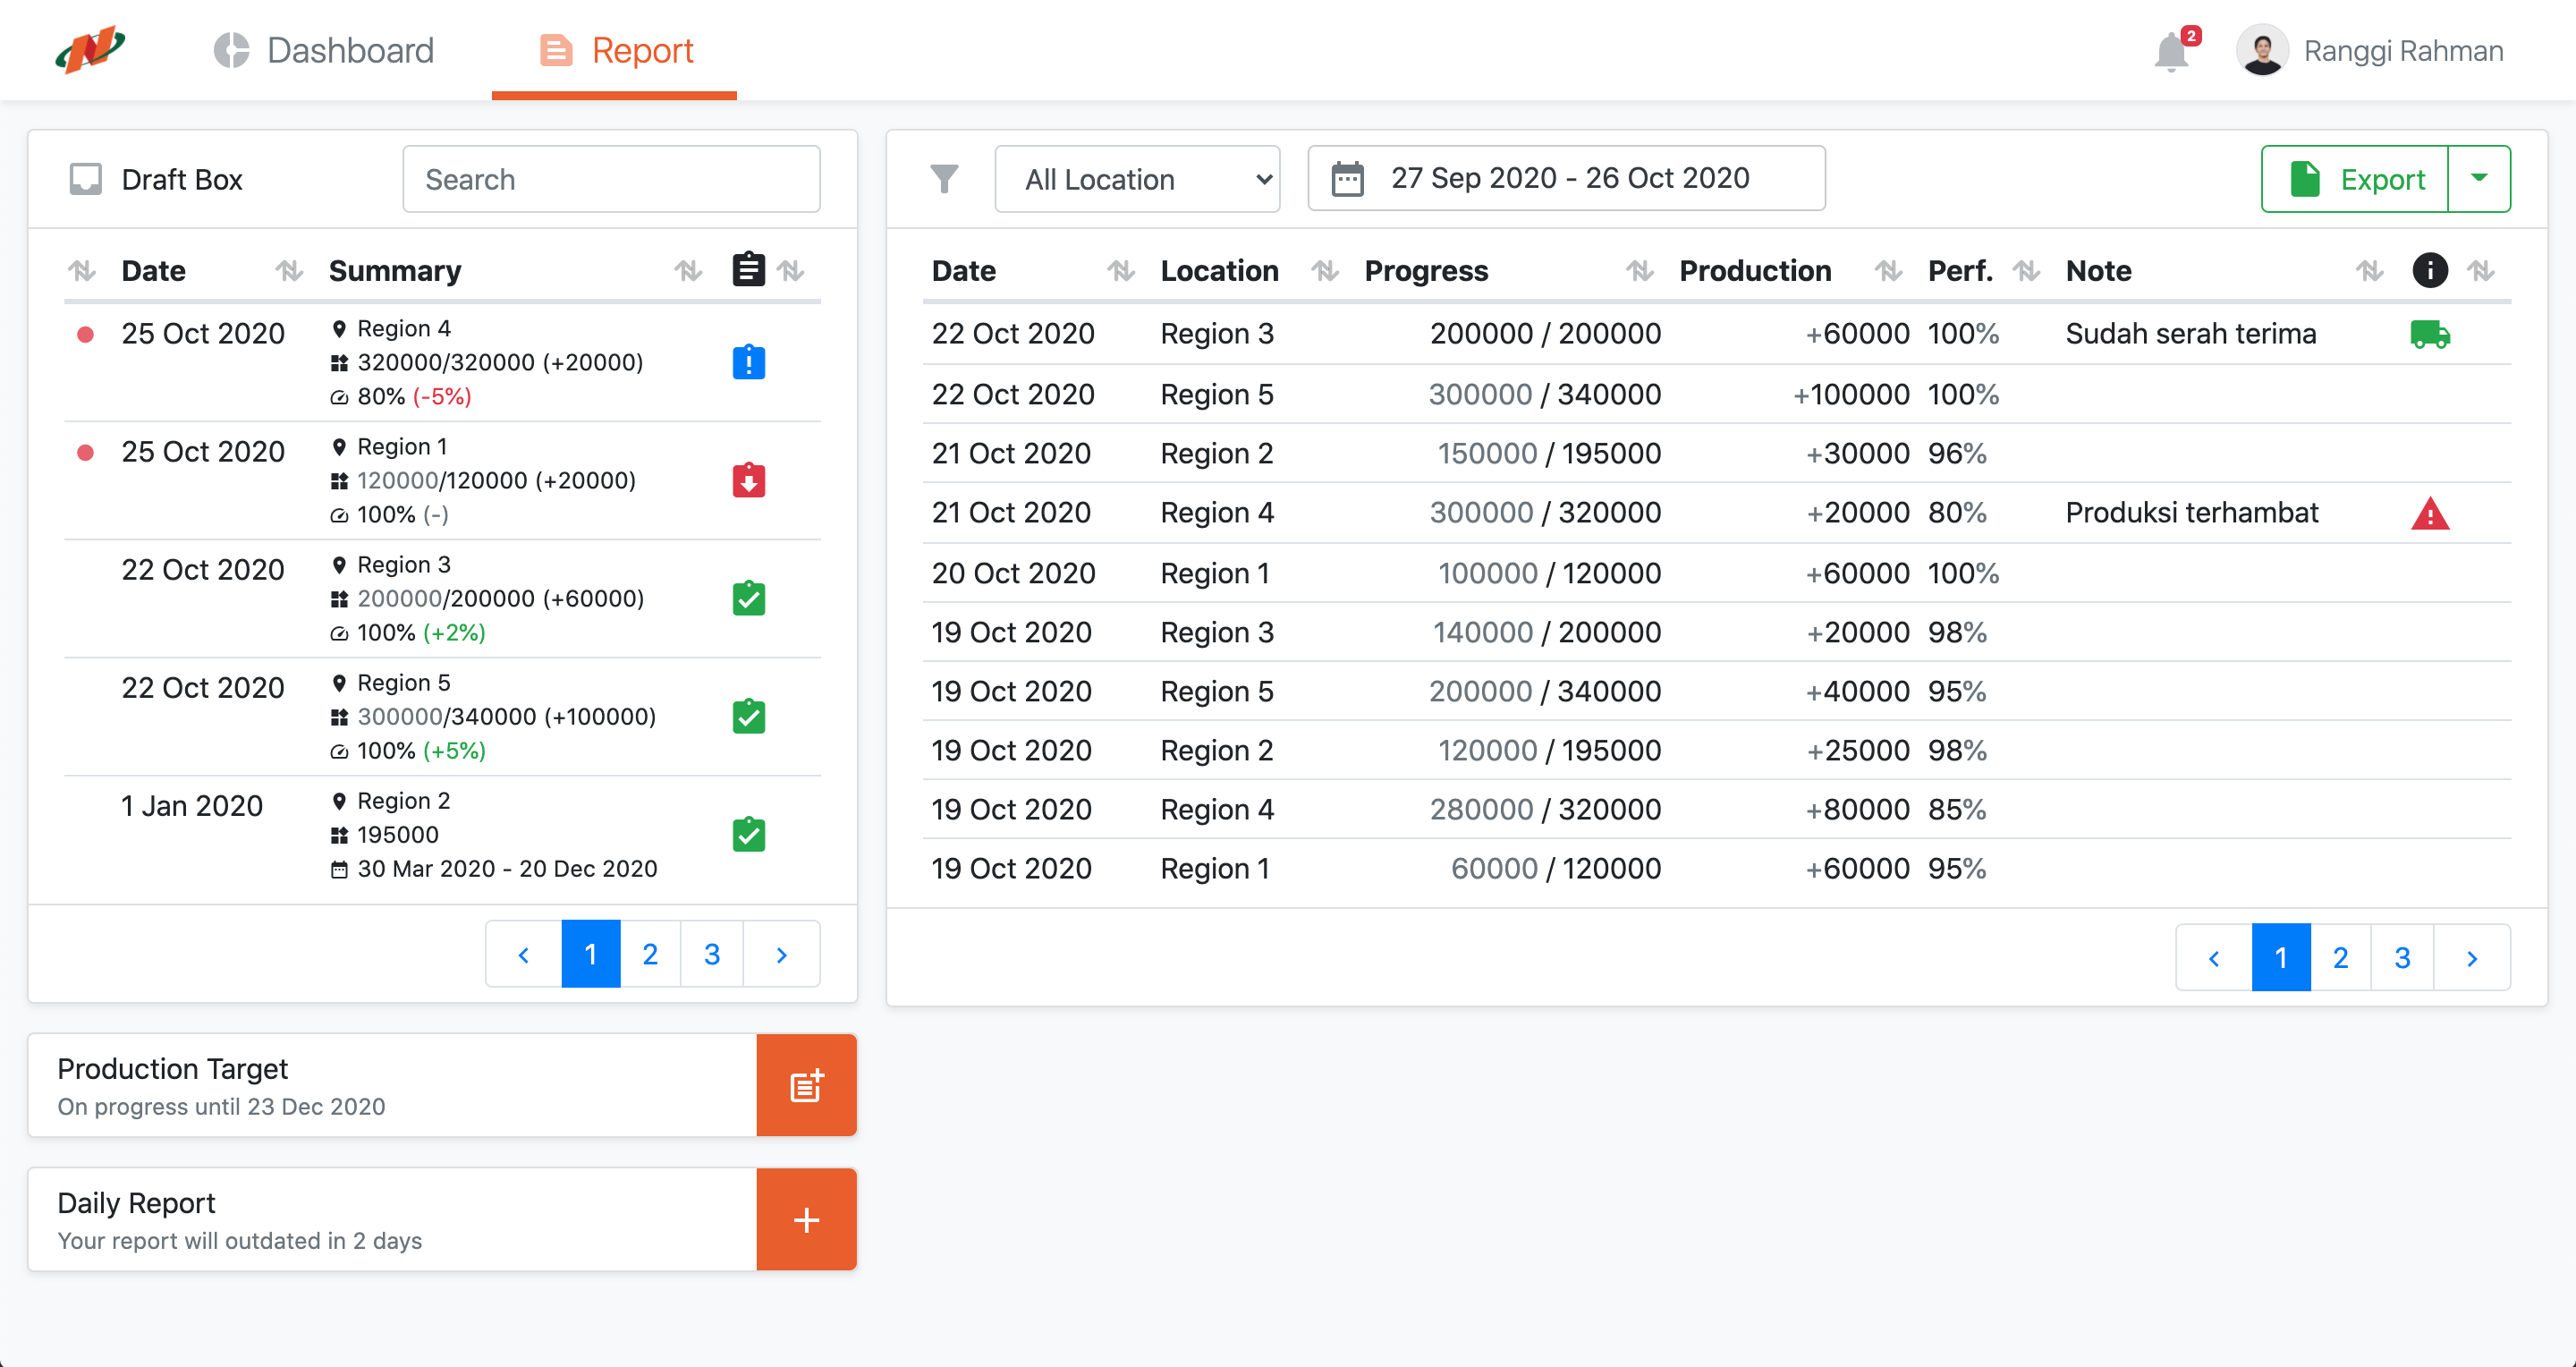 Dashboard
Report
2
Ranggi Rahman
Draft Box
Search
Date
Summary
25 Oct 2020
Region 4
320000/320000 (+20000)
80% (-5%)
25 Oct 2020
Region 1
120000/120000 (+20000)
100% (-)
22 Oct 2020
Region 3
200000/200000 (+60000)
100% (+2%)
22 Oct 2020
Region 5
300000/340000 (+100000)
100% (+5%)
1 Jan 2020
Region 2
195000
30 Mar 2020 - 20 Dec 2020
1 2 3
All Location
27 Sep 2020 - 26 Oct 2020
Export
Date Location Progress Production Perf. Note
22 Oct 2020 Region 3 200000 / 200000 +60000 100% Sudah serah terima
22 Oct 2020 Region 5 300000 / 340000 +100000 100%
21 Oct 2020 Region 2 150000 / 195000 +30000 96%
21 Oct 2020 Region 4 300000 / 320000 +20000 80% Produksi terhambat
20 Oct 2020 Region 1 100000 / 120000 +60000 100%
19 Oct 2020 Region 3 140000 / 200000 +20000 98%
19 Oct 2020 Region 5 200000 / 340000 +40000 95%
19 Oct 2020 Region 2 120000 / 195000 +25000 98%
19 Oct 2020 Region 4 280000 / 320000 +80000 85%
19 Oct 2020 Region 1 60000 / 120000 +60000 95%
1 2 3
Production Target
On progress until 23 Dec 2020
Daily Report
Your report will outdated in 2 days